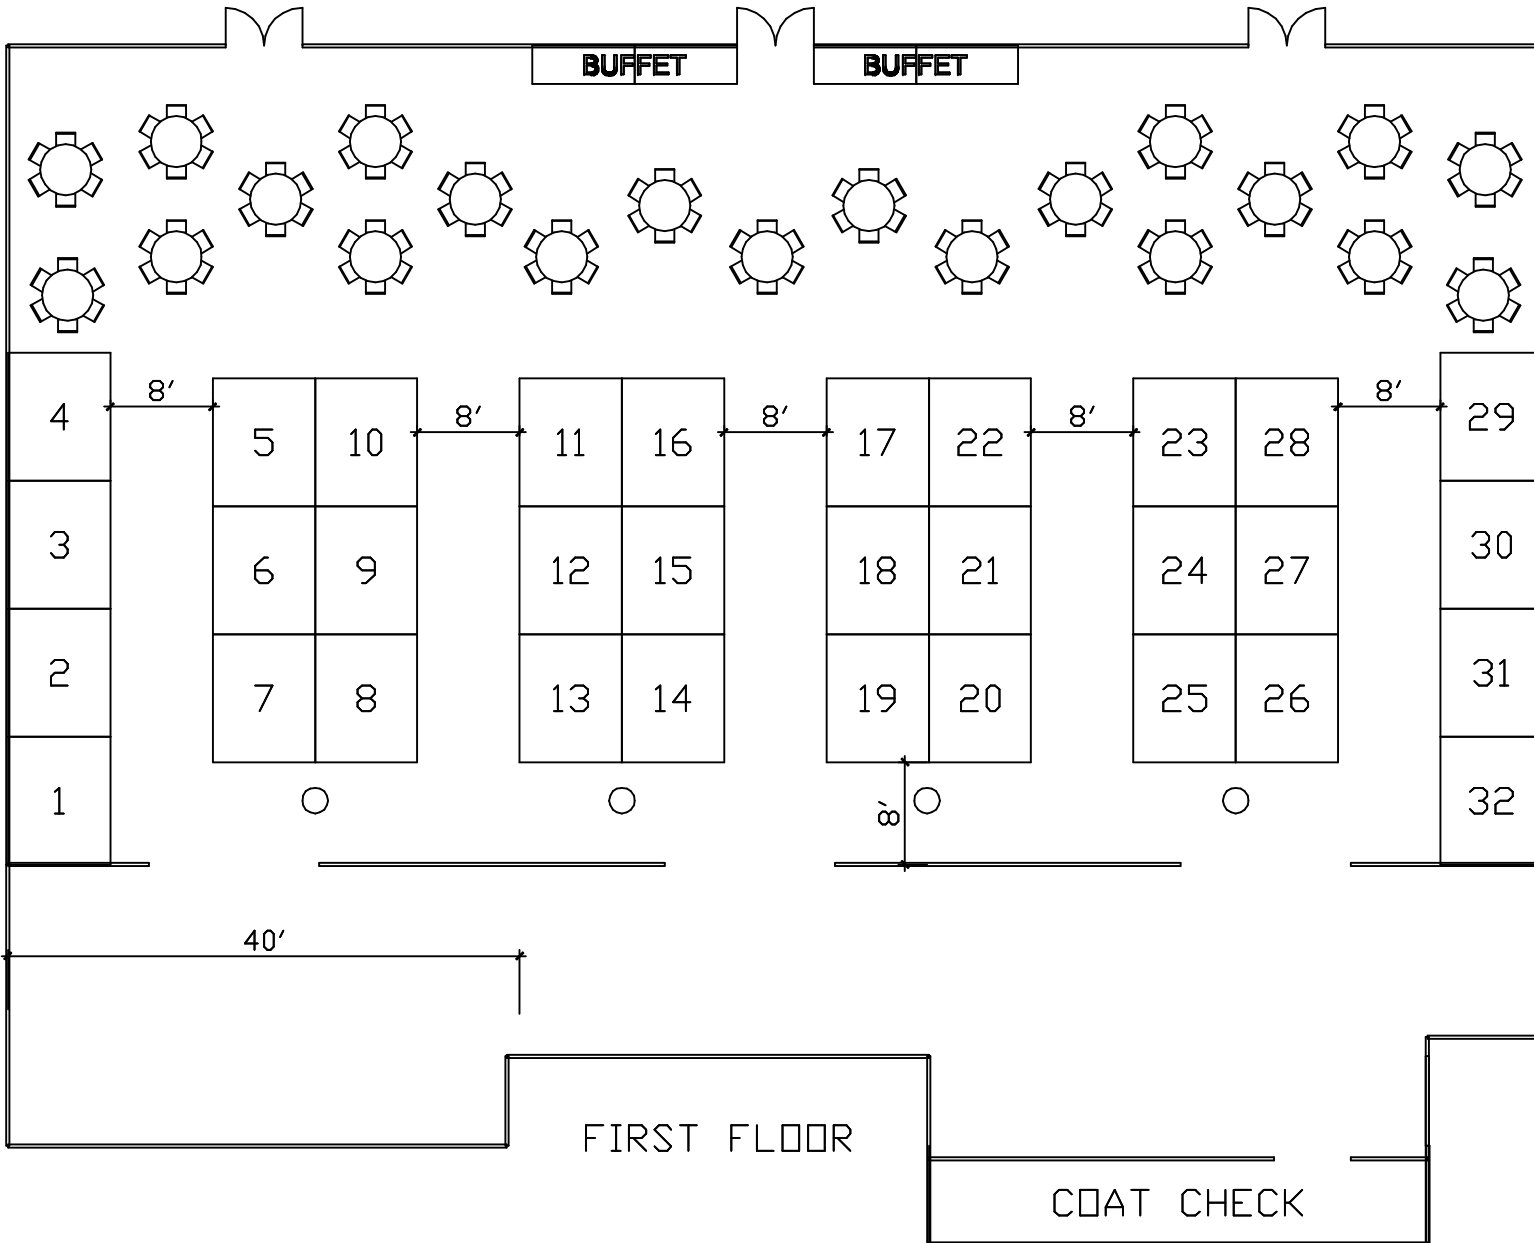 BUFFET BUFFET
8' 8' 8' 8' 8'
4 5 10 11 16 17 22 23 28 29
3 6 9 12 15 18 21 24 27 30
2 7 8 13 14 19 20 25 26 31
1 32
8'
40'
FIRST FLOOR
COAT CHECK